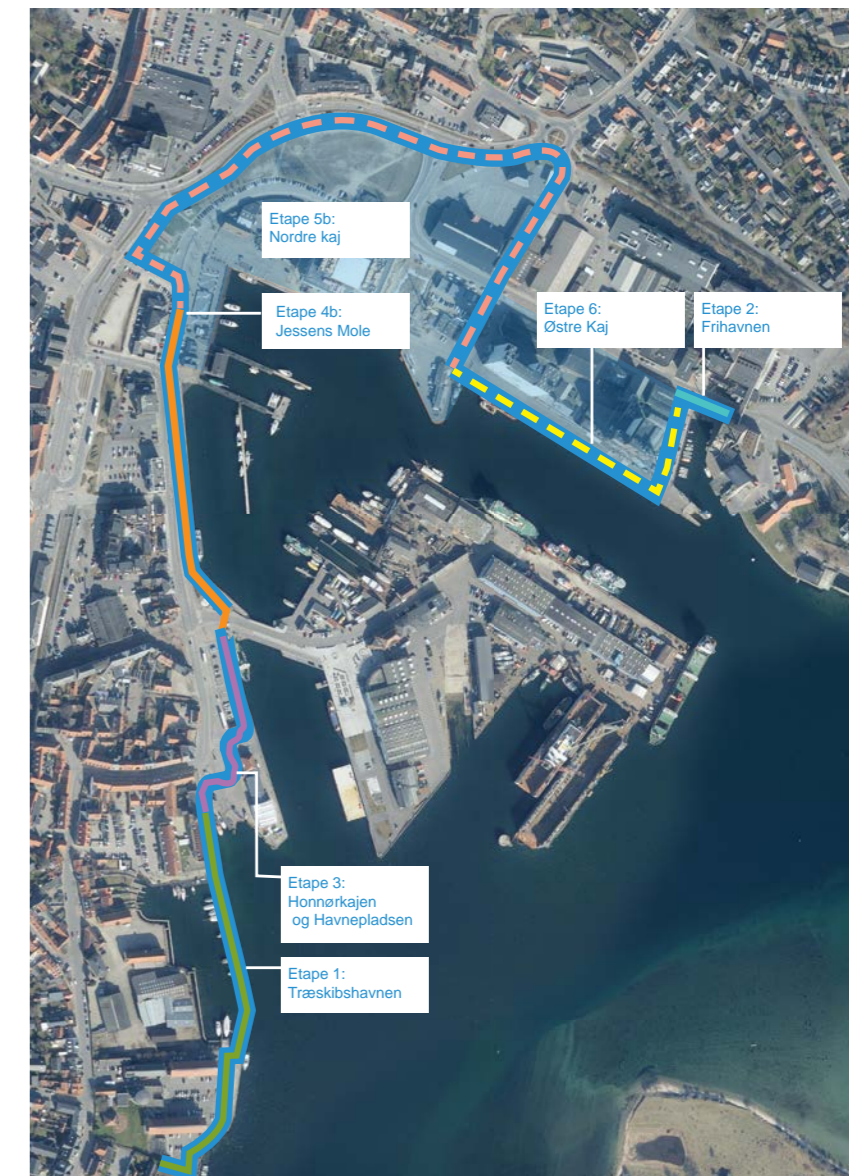 Etape 5b:
Nordre kaj
Etape 4b:
Jessens Mole
Etape 6:
Østre Kaj
Etape 2:
Frihavnen
Etape 3:
Honnørkajen
og Havnepladsen
Etape 1:
Træskibshavnen